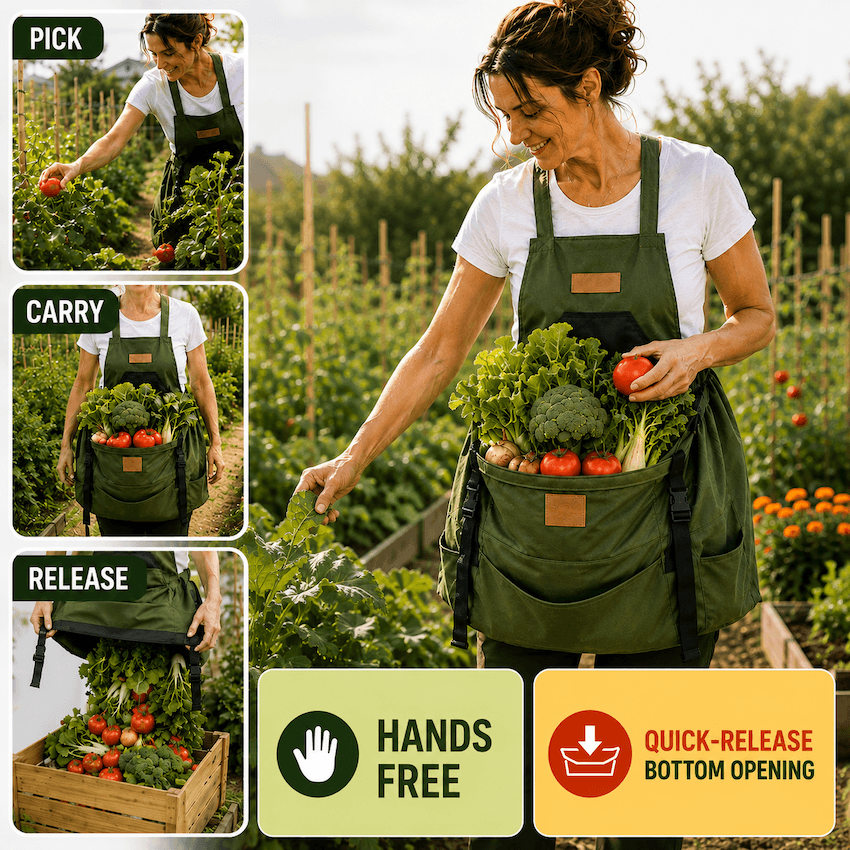 PICK
CARRY
RELEASE
HANDS
FREE
QUICK-RELEASE
BOTTOM OPENING